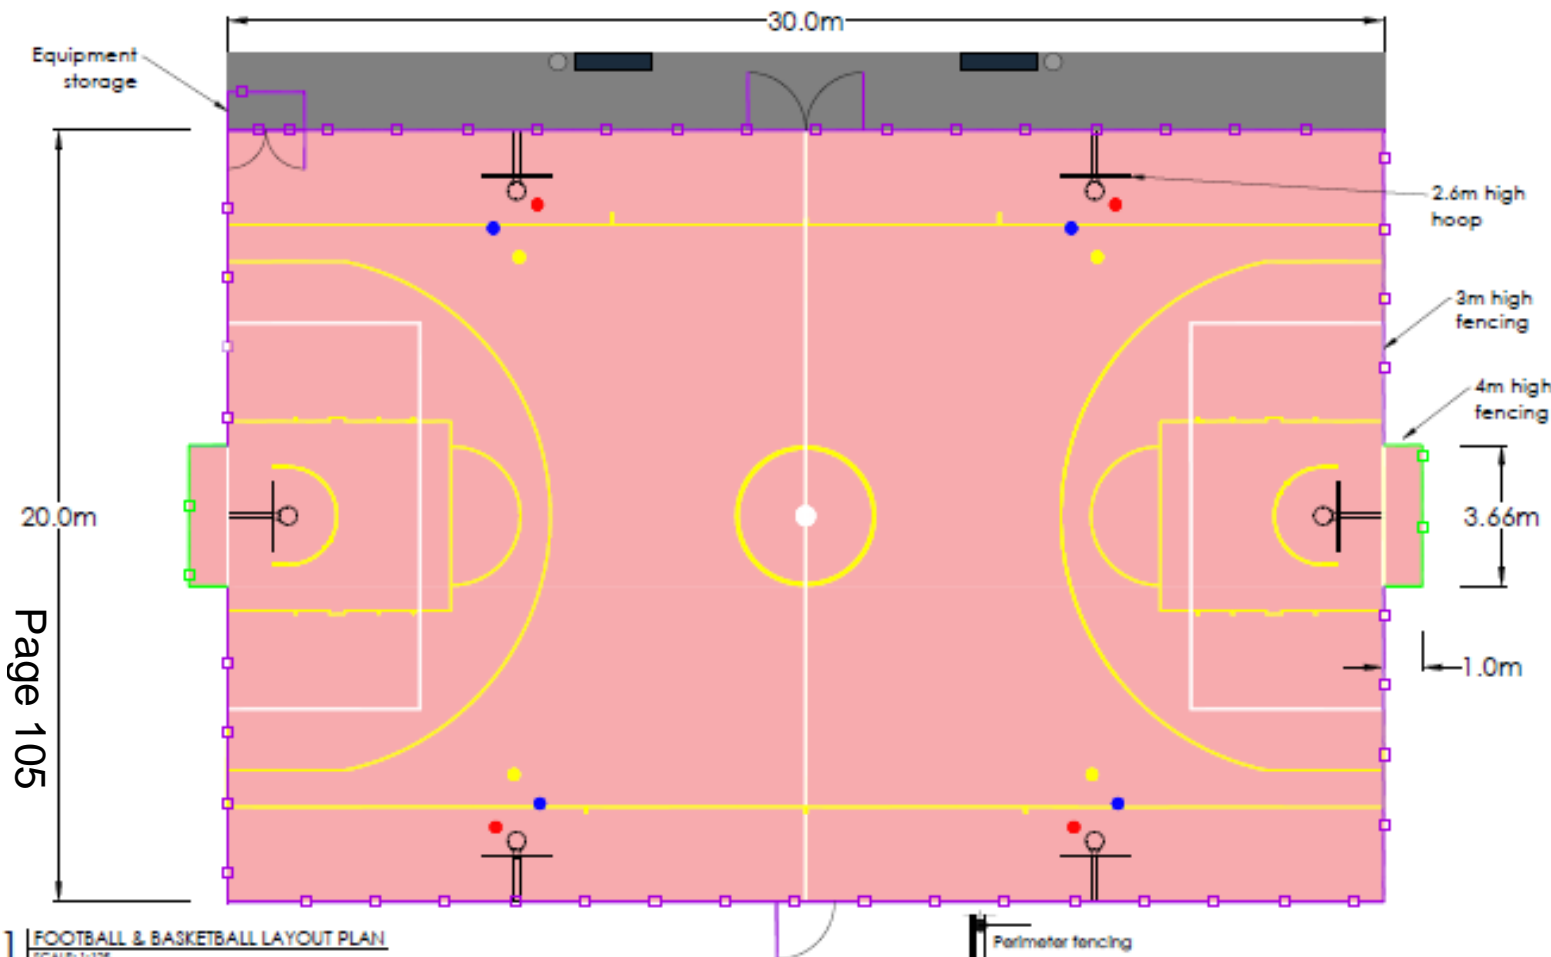 30.0m
Equipment
storage
2.6m high
hoop
3m high
fencing
4m high
fencing
20.0m
3.66m
1.0m
Page 105
1 FOOTBALL & BASKETBALL LAYOUT PLAN
Perimeter fencing